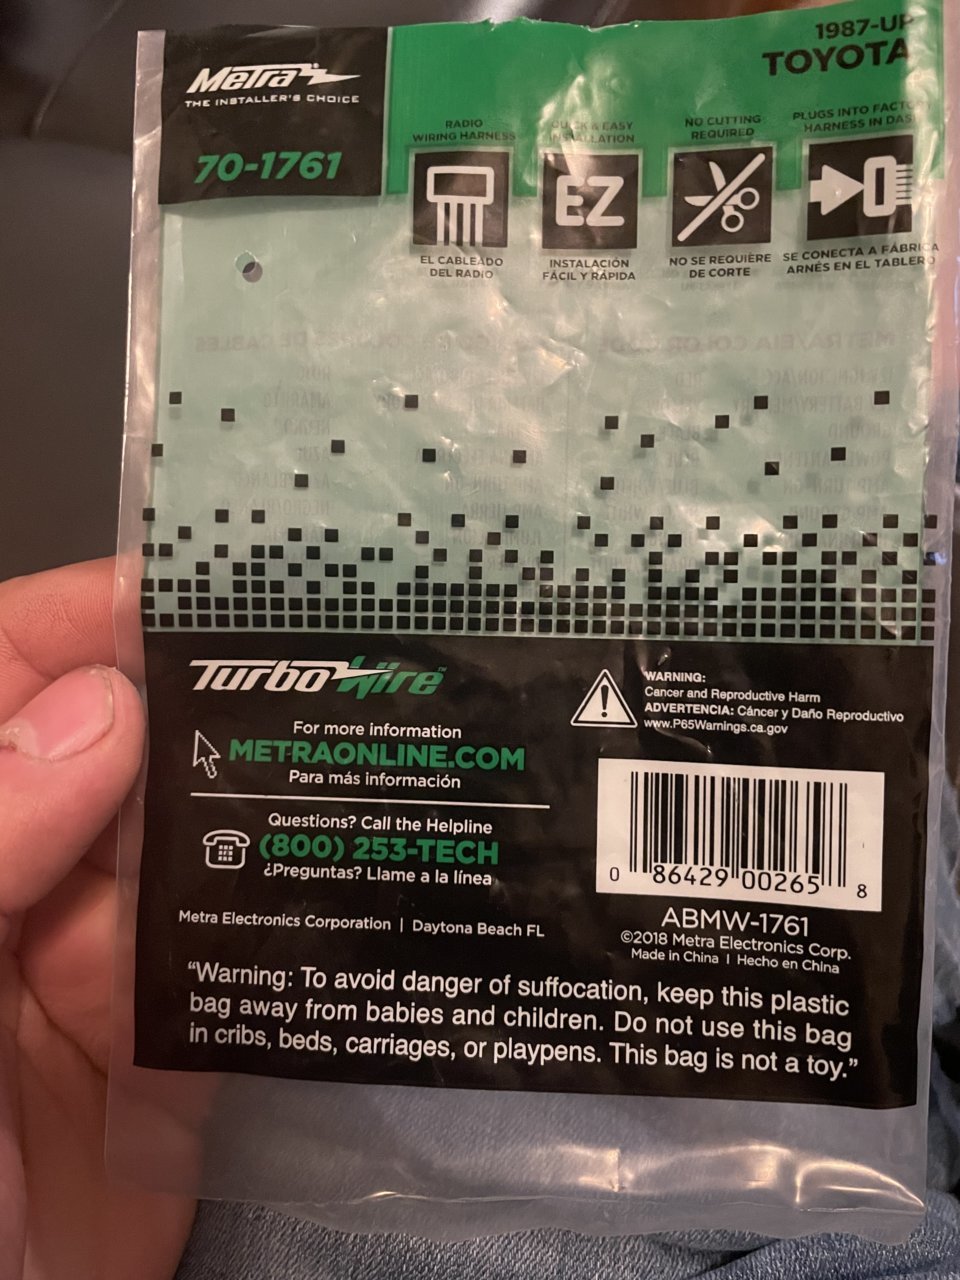 Metra
THE INSTALLER'S CHOICE
70-1761
1987-UP
TOYOTA
RADIO
WIRING HARNESS
QUICK & EASY
INSTALLATION
NO CUTTING
REQUIRED
PLUGS INTO FACTORY
HARNESS IN DASH
EZ
EL CABLEADO
DEL RADIO
INSTALACIÓN
FÁCIL Y RÁPIDA
NO SE REQUIERE
DE CORTE
SE CONECTA A FÁBRICA
ARNÉS EN EL TABLERO
METRA/EIA COLOR CODE
TurboWire™
For more information
METRAONLINE.COM
Para más información
Questions? Call the Helpline
(800) 253-TECH
¿Preguntas? Llame a la línea
Metra Electronics Corporation | Daytona Beach FL
WARNING:
Cancer and Reproductive Harm
ADVERTENCIA: Cáncer y Daño Reproductivo
www.P65Warnings.ca.gov
0 86429 00265 8
ABMW-1761
©2018 Metra Electronics Corp.
Made in China | Hecho en China
"Warning: To avoid danger of suffocation, keep this plastic
bag away from babies and children. Do not use this bag
in cribs, beds, carriages, or playpens. This bag is not a toy."